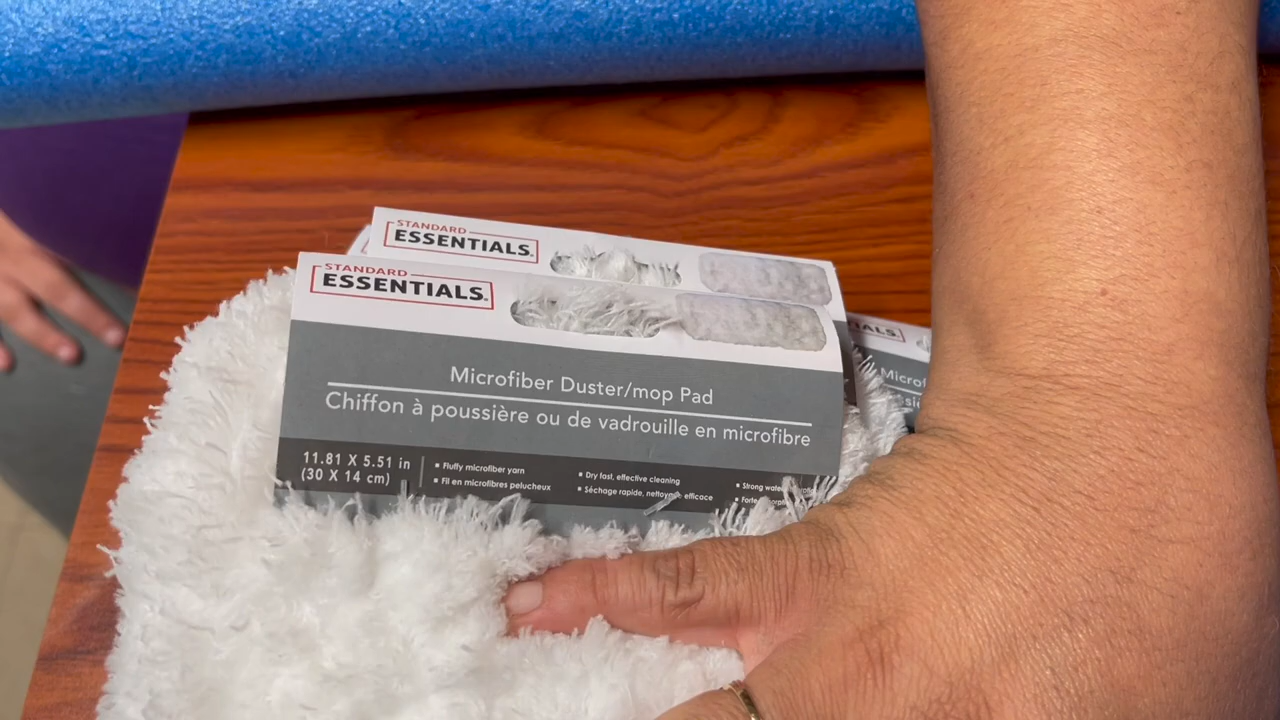 STANDARD
ESSENTIALS.
STANDARD
ESSENTIALS.
Microfiber Duster/mop Pad
Chiffon à poussière ou de vadrouille en microfibre
11.81 X 5.51 in
(30 X 14 cm)
▪ Fluffy microfiber yarn
▪ Fil en microfibres pelucheux
▪ Dry fast, effective cleaning
▪ Séchage rapide, nettoyage efficace
▪ Strong water